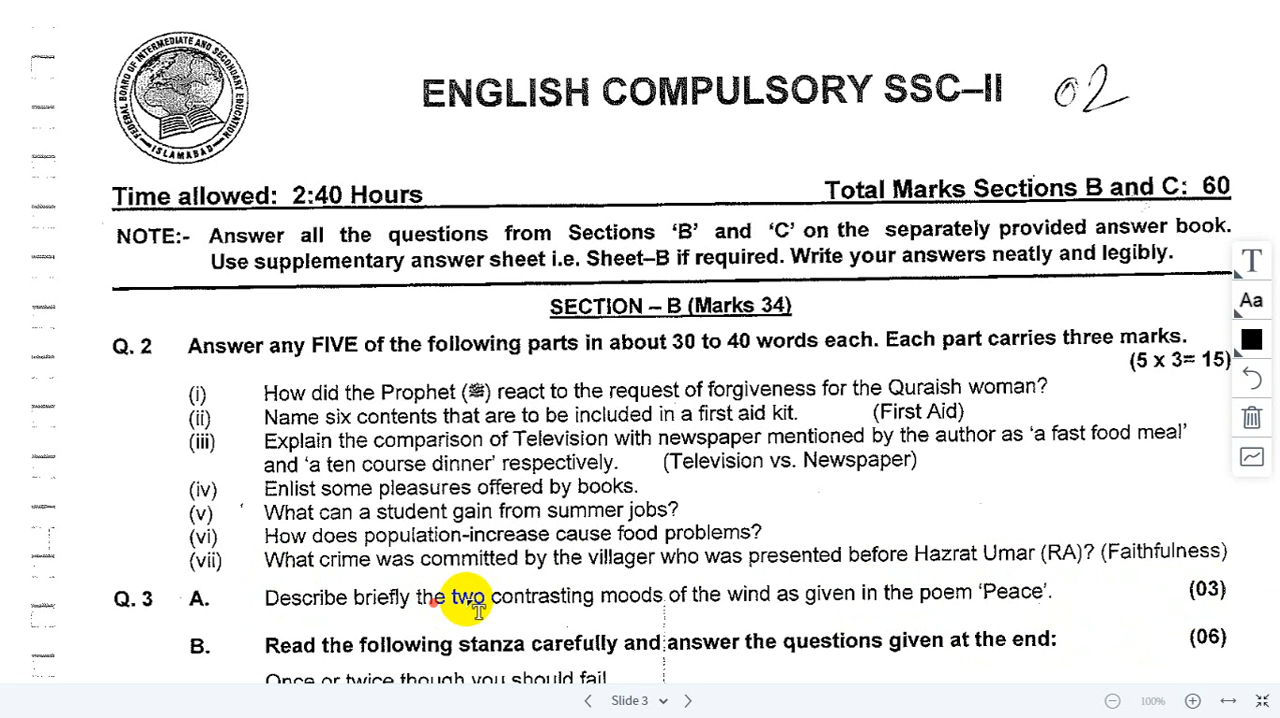 FEDERAL BOARD OF INTERMEDIATE AND SECONDARY EDUCATION
ISLAMABAD
ENGLISH COMPULSORY SSC–II 02
Time allowed: 2:40 Hours Total Marks Sections B and C: 60
NOTE:- Answer all the questions from Sections ‘B’ and ‘C’ on the separately provided answer book.
Use supplementary answer sheet i.e. Sheet–B if required. Write your answers neatly and legibly.
SECTION – B (Marks 34)
Q. 2 Answer any FIVE of the following parts in about 30 to 40 words each. Each part carries three marks.
(5 x 3= 15)
(i) How did the Prophet (ﷺ) react to the request of forgiveness for the Quraish woman?
(ii) Name six contents that are to be included in a first aid kit. (First Aid)
(iii) Explain the comparison of Television with newspaper mentioned by the author as ‘a fast food meal’
and ‘a ten course dinner’ respectively. (Television vs. Newspaper)
(iv) Enlist some pleasures offered by books.
(v) What can a student gain from summer jobs?
(vi) How does population-increase cause food problems?
(vii) What crime was committed by the villager who was presented before Hazrat Umar (RA)? (Faithfulness)
Q. 3 A. Describe briefly the two contrasting moods of the wind as given in the poem ‘Peace’. (03)
B. Read the following stanza carefully and answer the questions given at the end: (06)
Once or twice though you should fail
T
Aa
Slide 3 100%